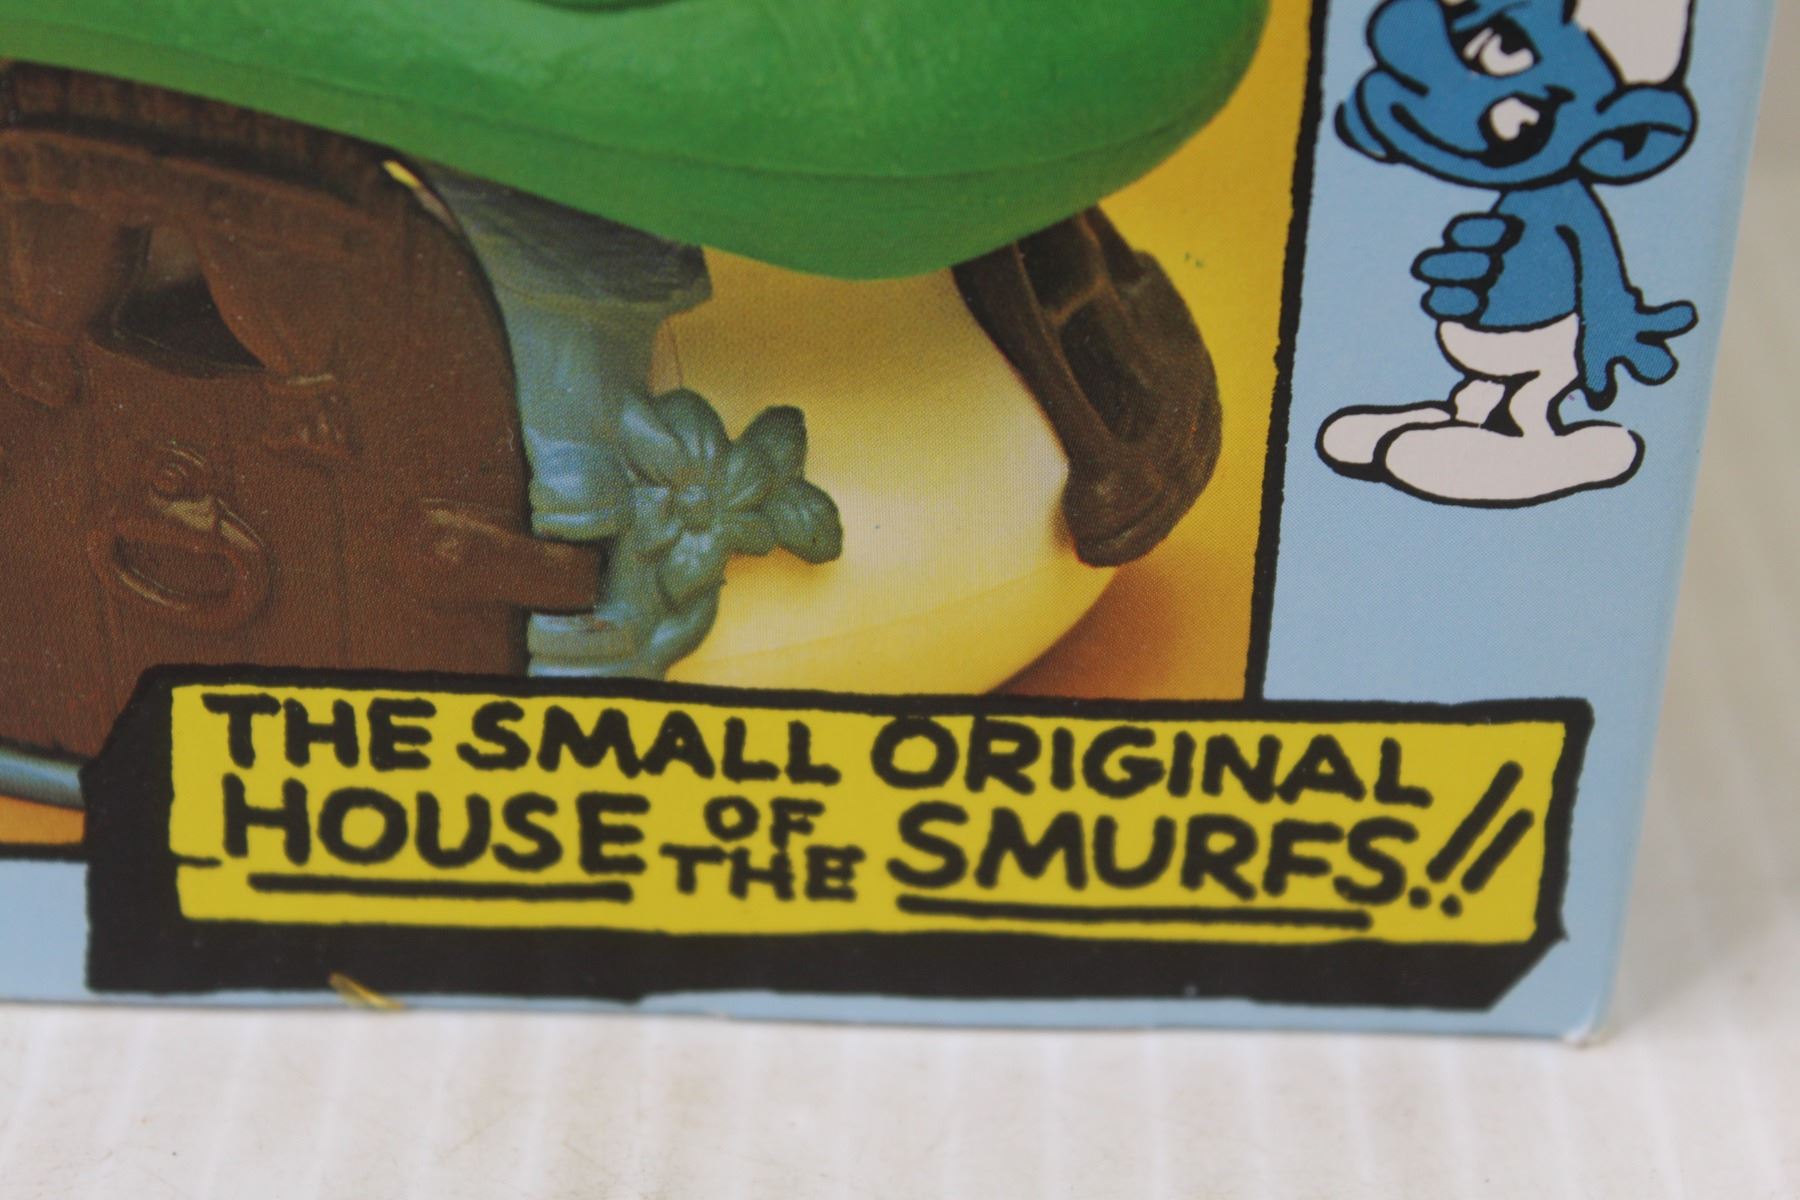 THE SMALL ORIGINAL
HOUSE OF THE SMURFS!!